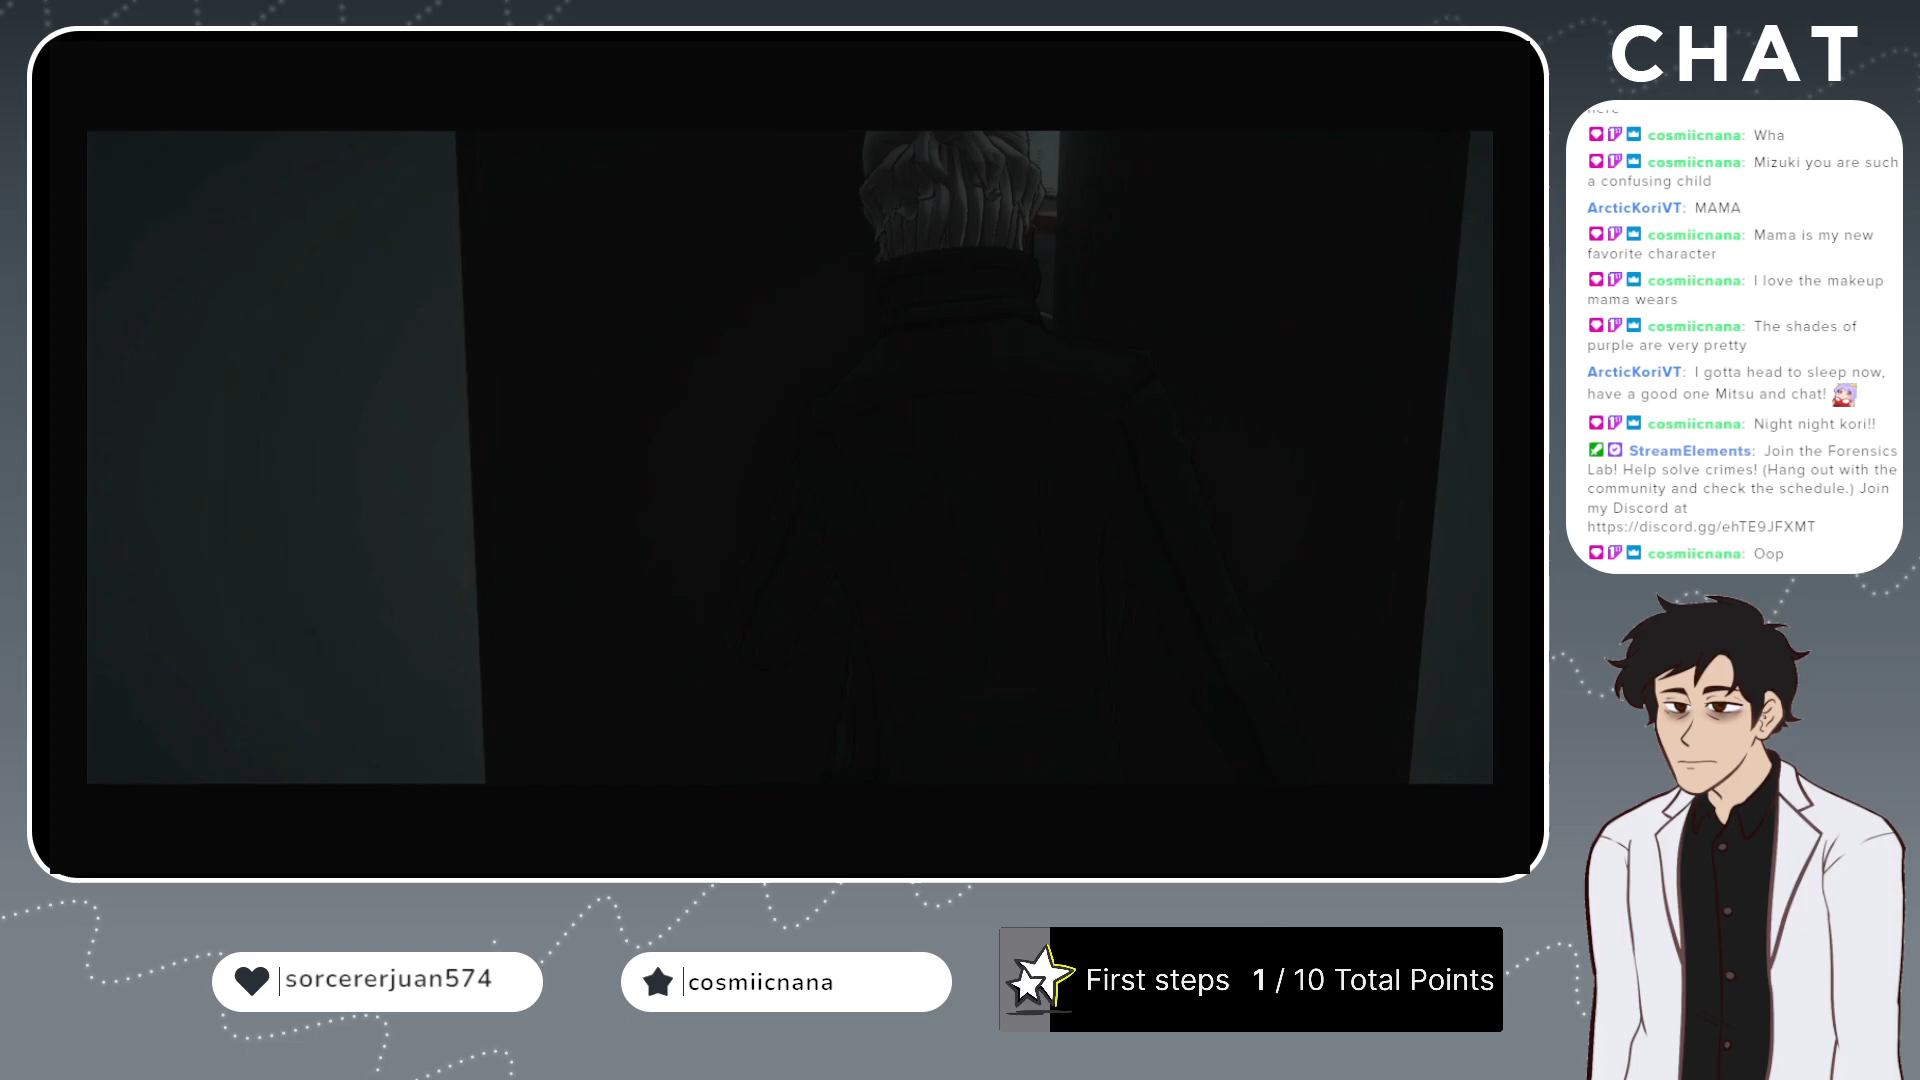 CHAT
cosmiicnana: Wha
cosmiicnana: Mizuki you are such
a confusing child
ArcticKoriVT: MAMA
cosmiicnana: Mama is my new
favorite character
cosmiicnana: I love the makeup
mama wears
cosmiicnana: The shades of
purple are very pretty
ArcticKoriVT: I gotta head to sleep now,
have a good one Mitsu and chat!
cosmiicnana: Night night kori!!
StreamElements: Join the Forensics
Lab! Help solve crimes! (Hang out with the
community and check the schedule.) Join
my Discord at
https://discord.gg/ehTE9JFXMT
cosmiicnana: Oop
sorcererjuan574
cosmiicnana
First steps 1 / 10 Total Points